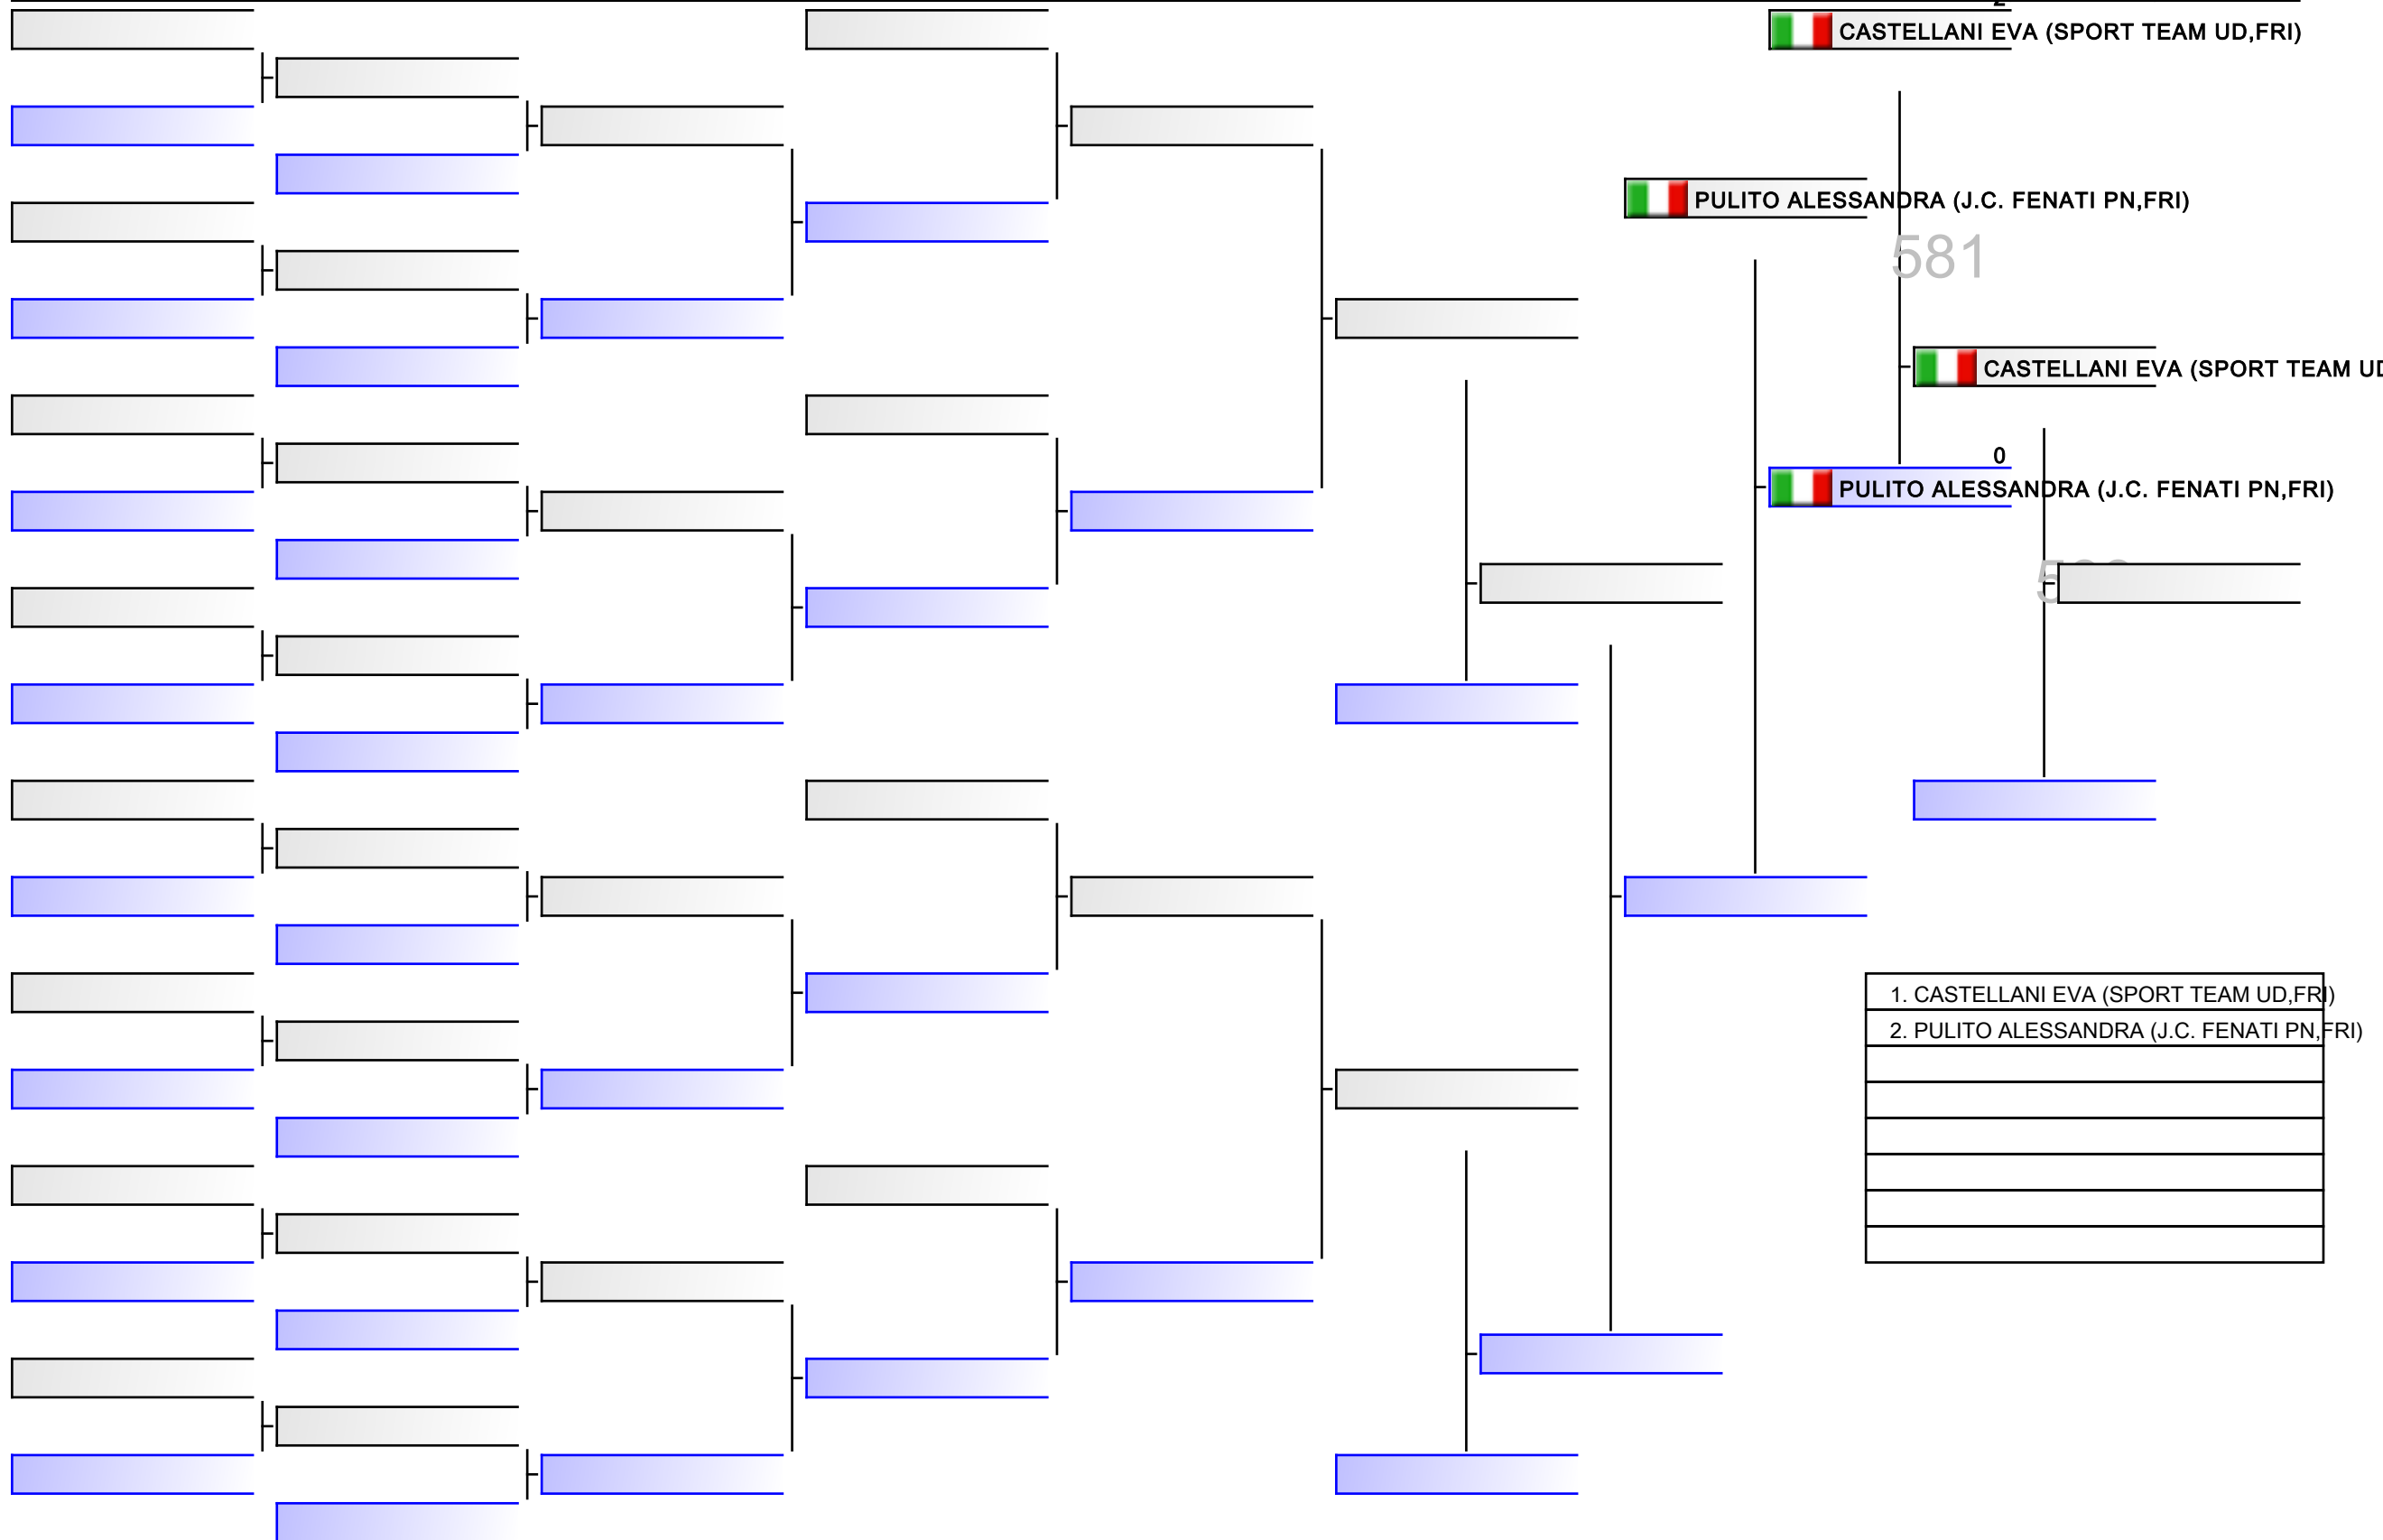 CASTELLANI EVA (SPORT TEAM UD,FRI)
PULITO ALESSANDRA (J.C. FENATI PN,FRI)
581
CASTELLANI EVA (SPORT TEAM
0
PULITO ALESSANDRA (J.C. FENATI PN,FRI)
1. CASTELLANI EVA (SPORT TEAM UD,FRI)
2. PULITO ALESSANDRA (J.C. FENATI PN,FRI)